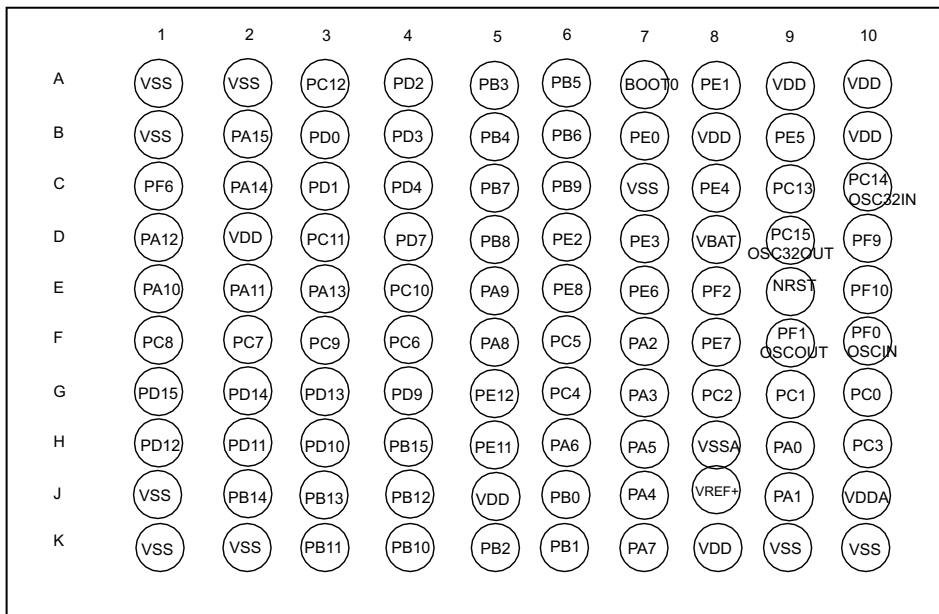 1 2 3 4 5 6 7 8 9 10
A VSS VSS PC12 PD2 PB3 PB5 BOOT0 PE1 VDD VDD
B VSS PA15 PD0 PD3 PB4 PB6 PE0 VDD PE5 VDD
C PF6 PA14 PD1 PD4 PB7 PB9 VSS PE4 PC13 PC14 OSC32IN
D PA12 VDD PC11 PD7 PB8 PE2 PE3 VBAT PC15 OSC32OUT PF9
E PA10 PA11 PA13 PC10 PA9 PE8 PE6 PF2 NRST PF10
F PC8 PC7 PC9 PC6 PA8 PC5 PA2 PE7 PF1 OSCOUT PF0 OSCIN
G PD15 PD14 PD13 PD9 PE12 PC4 PA3 PC2 PC1 PC0
H PD12 PD11 PD10 PB15 PE11 PA6 PA5 VSSA PA0 PC3
J VSS PB14 PB13 PB12 VDD PB0 PA4 VREF+ PA1 VDDA
K VSS VSS PB11 PB10 PB2 PB1 PA7 VDD VSS VSS